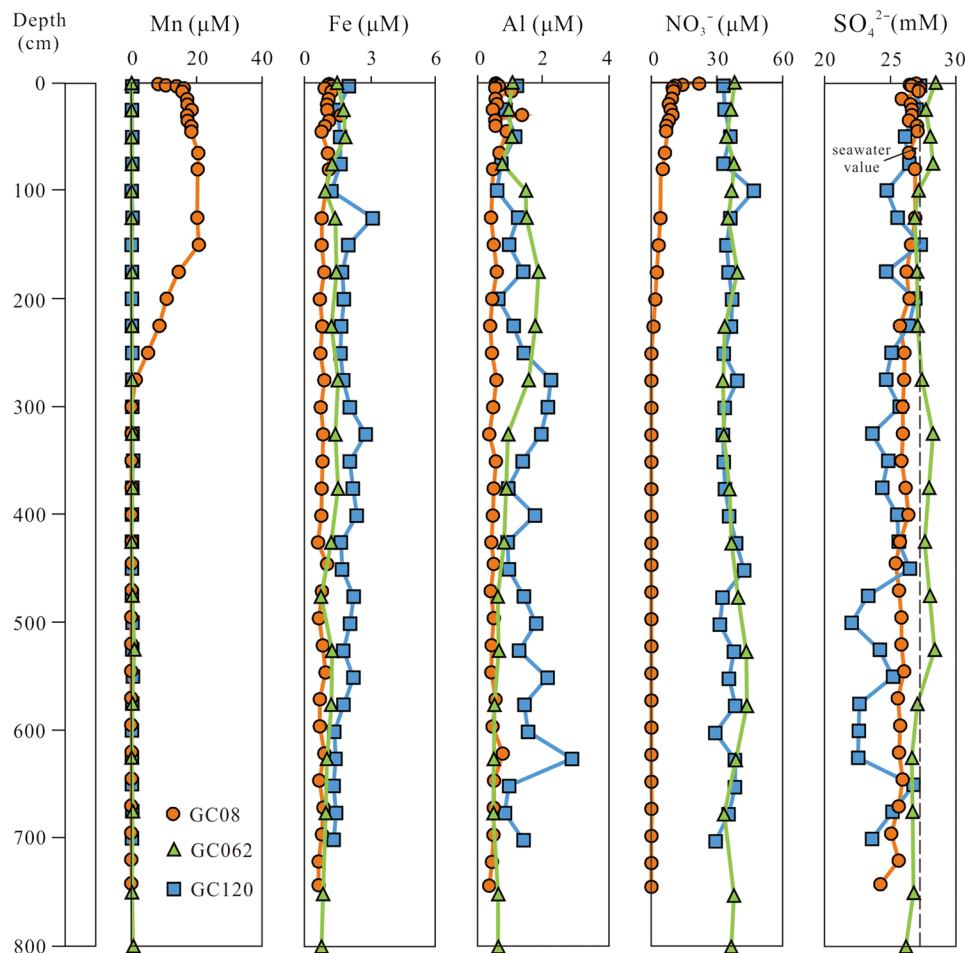 Depth
(cm)
Mn (μM)
Fe (μM)
Al (μM)
NO₃⁻ (μM)
SO₄²⁻ (mM)
0 20 40
0 3 6
0 2 4
0 30 60
20 25 30
0
100
200
300
400
500
600
700
800
seawater
value
GC08
GC062
GC120